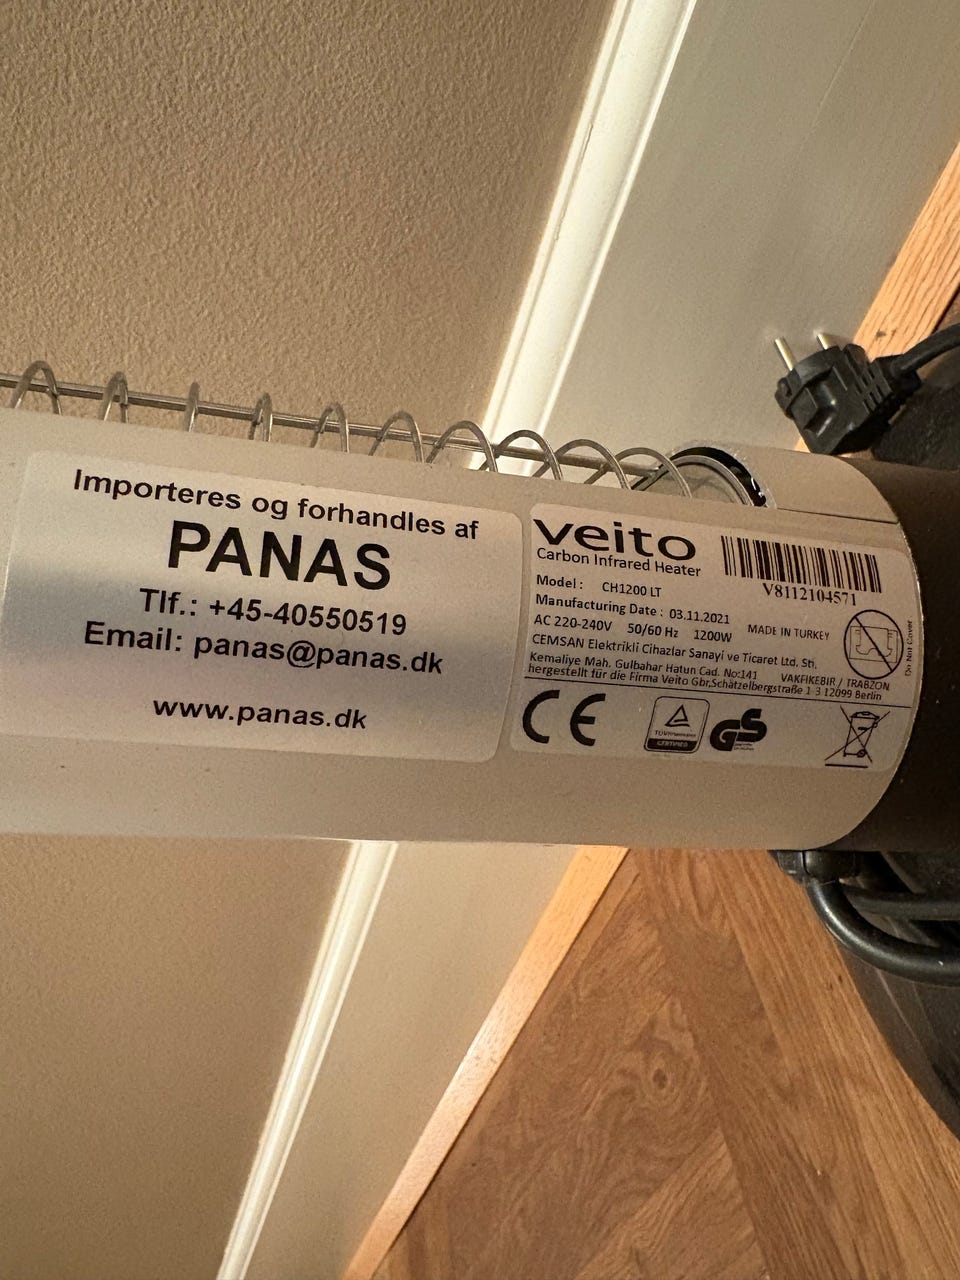 Importeres og forhandles af
PANAS
Tlf.: +45-40550519
Email: panas@panas.dk
www.panas.dk
veito
Carbon Infrared Heater
V8112104571
Model : CH1200 LT
Manufacturing Date : 03.11.2021
AC 220-240V 50/60 Hz 1200W
MADE IN TURKEY
CEMSAN Elektrikli Cihazlar Sanayi ve Ticaret Ltd. Sti.
Kemaliye Mah. Gulbahar Hatun Cad. No:141 VAKFIKEBIR / TRABZON
hergestellt für die Firma Veito Gbr,Schätzelbergstraße 1-3 12099 Berlin
Do Not Cover
CE
CERTIFIED
GS